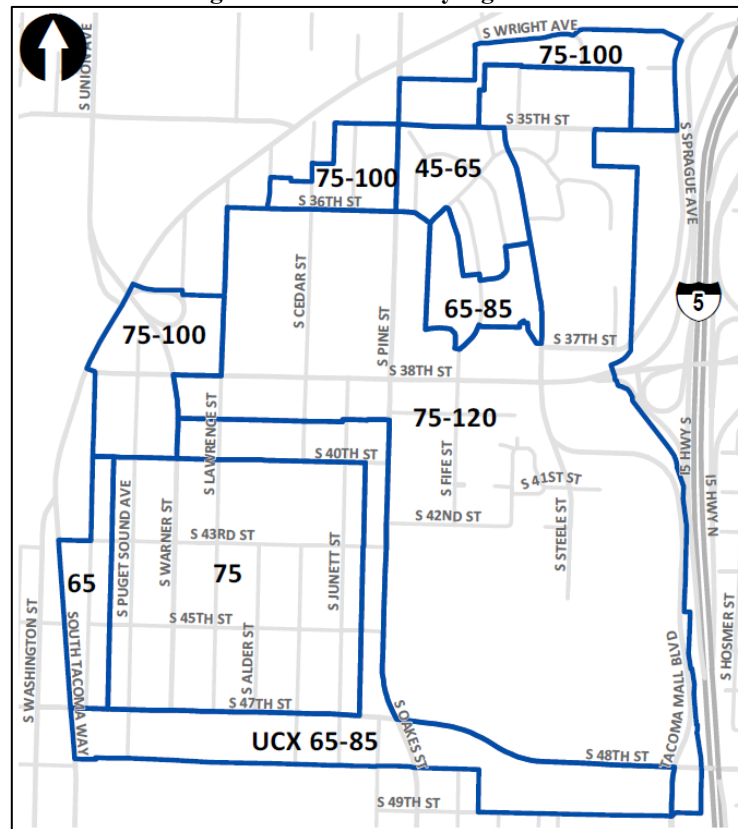 S WRIGHT AVE
75-100
S UNION AVE
S 35TH ST
S SPRAGUE AVE
45-65
75-100
S 36TH ST
S CEDAR ST
65-85
5
S PINE ST
75-100
S 37TH ST
S 38TH ST
75-120
S LAWRENCE ST
S 40TH ST
S FIFE ST
S 41ST ST
S 42ND ST
S STEELE ST
IS HWY S
I5 HWY N
S PUGET SOUND AVE
S WARNER ST
S 43RD ST
S JUNETT ST
65
75
S WASHINGTON ST
SOUTH TACOMA WAY
S 45TH ST
S ALDER ST
S HOSMER ST
TACOMA MALL BLVD
S 47TH ST
S OAKES ST
UCX 65-85
S 48TH ST
S 49TH ST